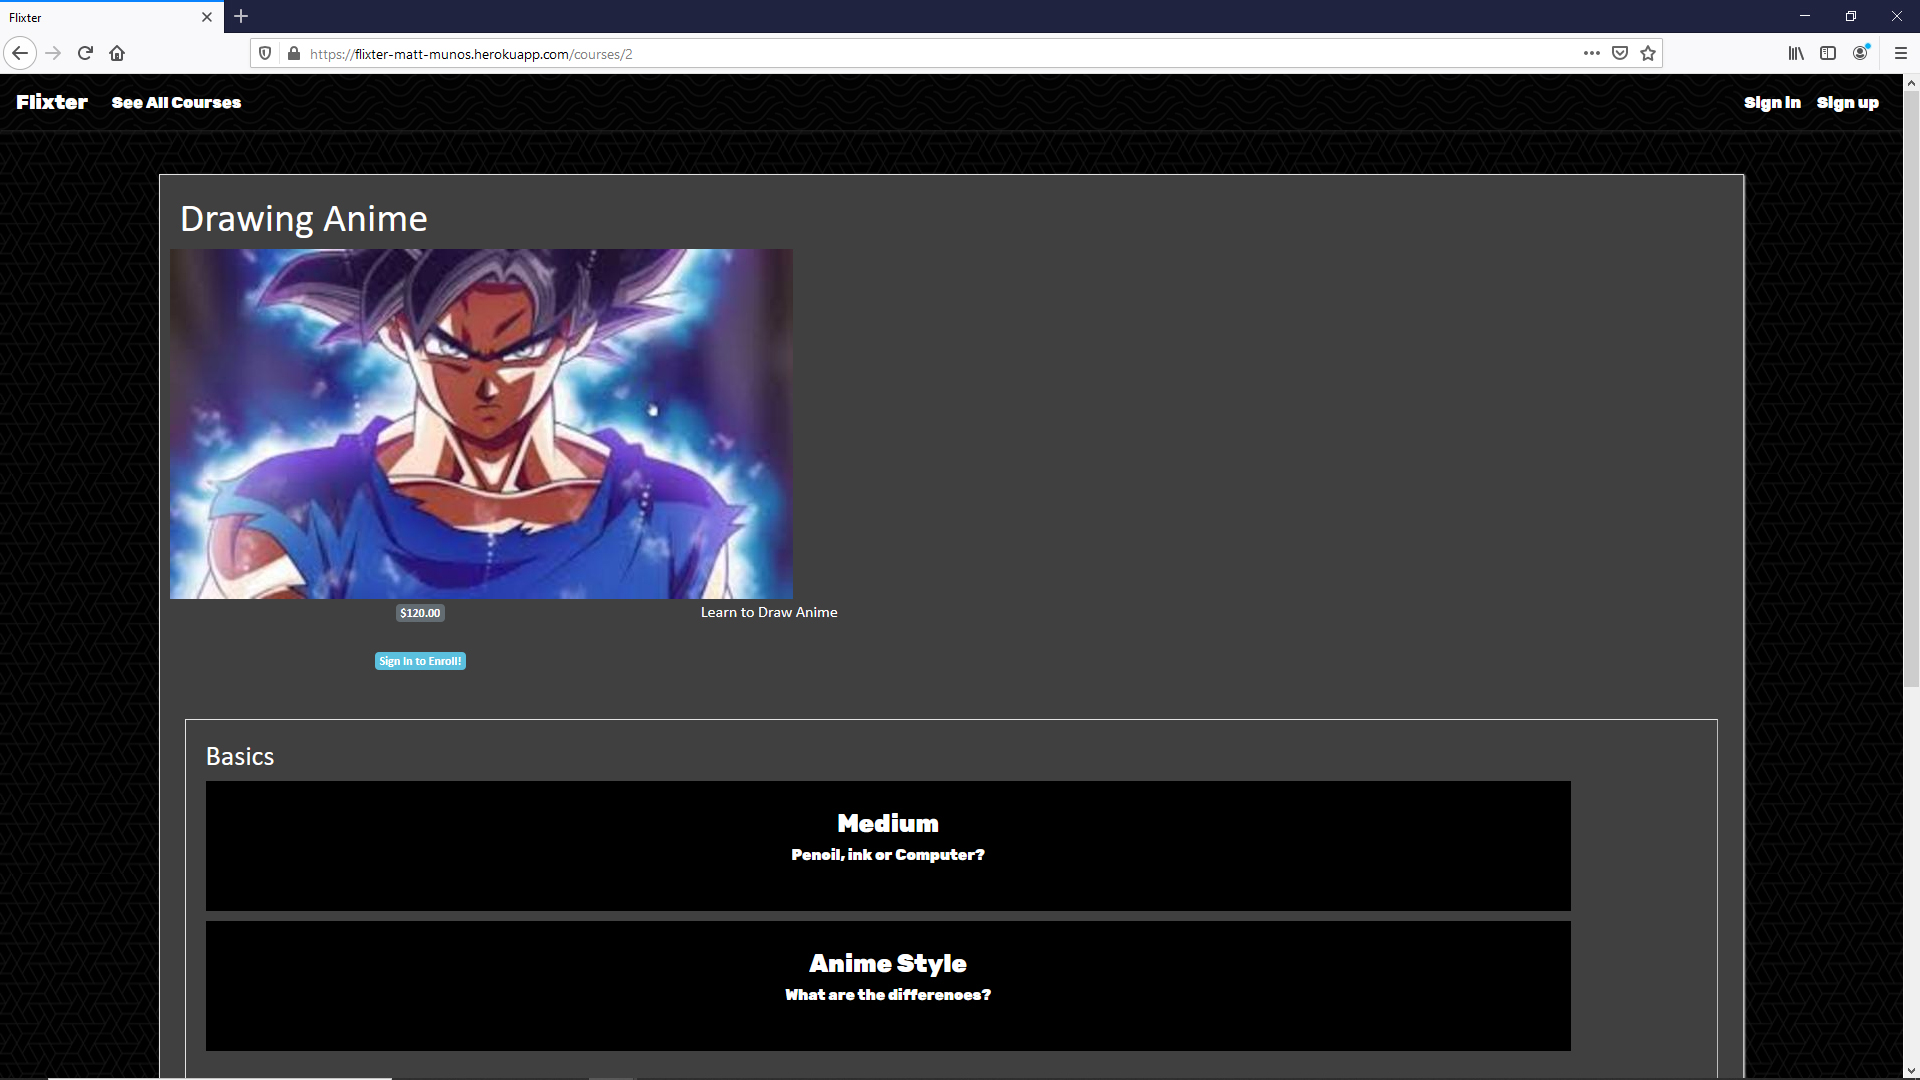 Flixter
https://flixter-matt-munos.herokuapp.com/courses/2
Flixter See All Courses Sign in Sign up
Drawing Anime
$120.00 Learn to Draw Anime
Sign In to Enroll!
Basics
Medium
Pencil, ink or Computer?
Anime Style
What are the differences?